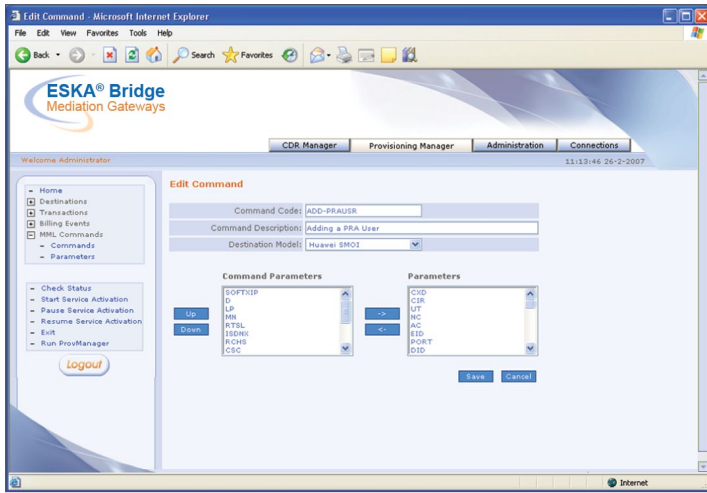 Edit Command - Microsoft Internet Explorer
File Edit View Favorites Tools Help
Back Search Favorites
ESKA® Bridge
Mediation Gateways
CDR Manager Provisioning Manager Administration Connections
Welcome Administrator 11:13:46 26-2-2007
Edit Command
Home
Destinations
Transactions
Billing Events
MML Commands
Commands
Parameters
Check Status
Start Service Activation
Pause Service Activation
Resume Service Activation
Exit
Run ProvManager
Logout
Command Code: ADD-PRAUSR
Command Description: Adding a PRA User
Destination Model: Huawei SMOI
Command Parameters
SOFTXIP
D
LP
MN
RTSL
ISDNX
RCHS
CSC
Up
Down
->
<-
Parameters
CXD
CIR
UT
NC
AC
EID
PORT
DID
Save Cancel
Internet